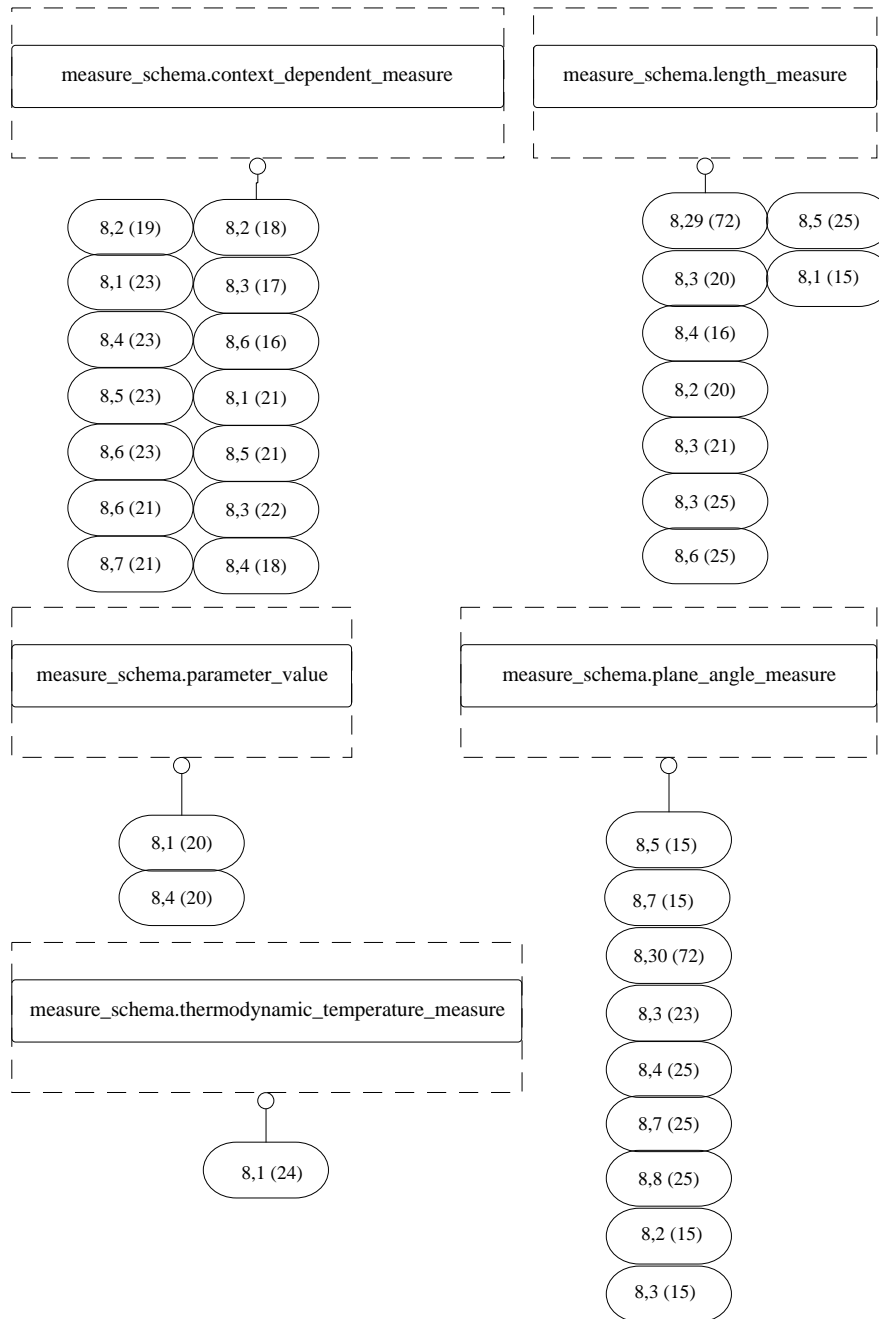 measure_schema.context_dependent_measure
8,2 (19) 8,2 (18)
8,1 (23) 8,3 (17)
8,4 (23) 8,6 (16)
8,5 (23) 8,1 (21)
8,6 (23) 8,5 (21)
8,6 (21) 8,3 (22)
8,7 (21) 8,4 (18)
measure_schema.length_measure
8,29 (72) 8,5 (25)
8,3 (20) 8,1 (15)
8,4 (16)
8,2 (20)
8,3 (21)
8,3 (25)
8,6 (25)
measure_schema.parameter_value
8,1 (20)
8,4 (20)
measure_schema.plane_angle_measure
8,5 (15)
8,7 (15)
8,30 (72)
8,3 (23)
8,4 (25)
8,7 (25)
8,8 (25)
8,2 (15)
8,3 (15)
measure_schema.thermodynamic_temperature_measure
8,1 (24)